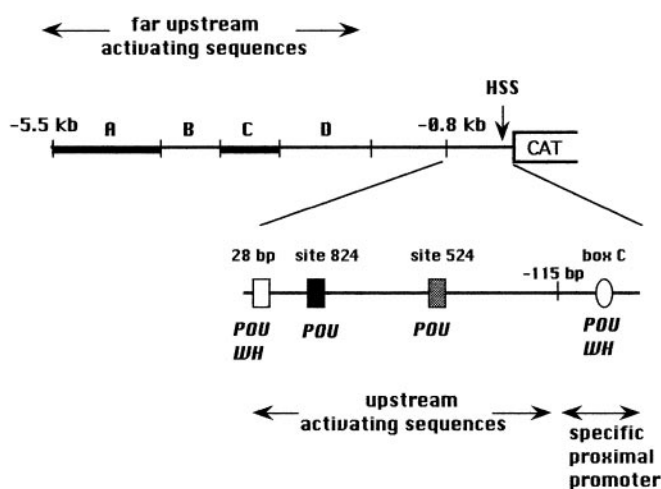 far upstream
activating sequences
HSS
-5.5 kb A B C D -0.8 kb
CAT
28 bp site 824 site 524 box C
-115 bp
POU POU POU POU
WH WH
upstream
activating sequences
specific
proximal
promoter